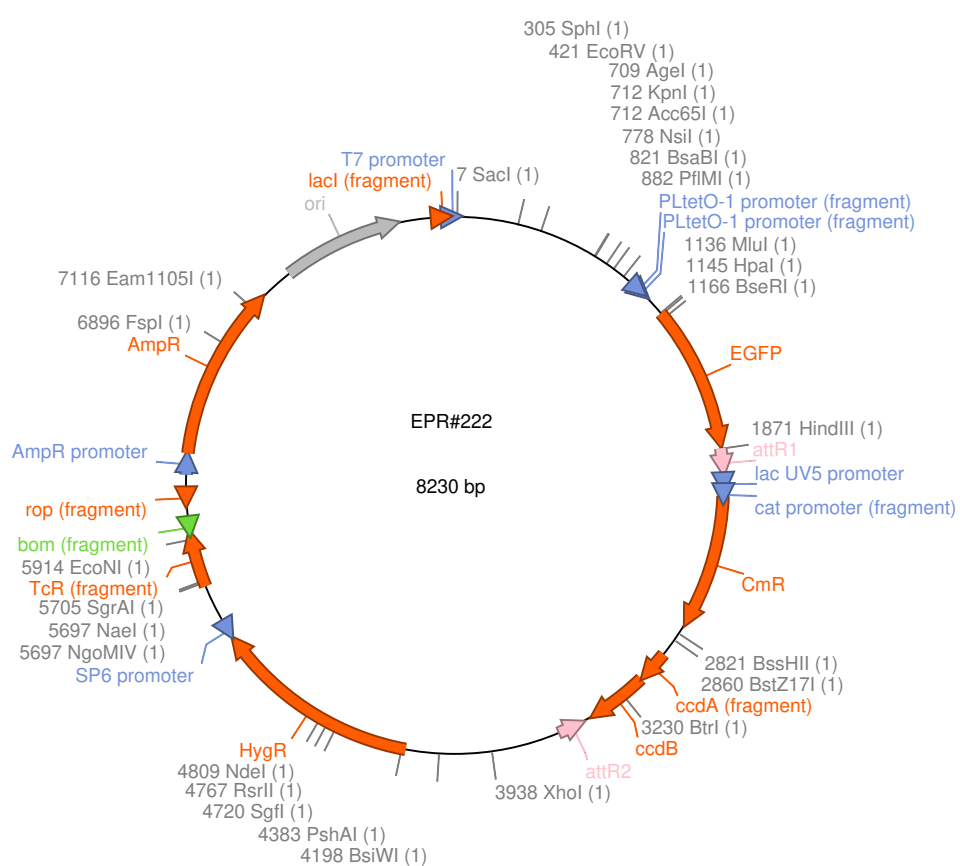 305 SphI (1)
421 EcoRV (1)
709 AgeI (1)
712 KpnI (1)
712 Acc65I (1)
778 NsiI (1)
821 BsaBI (1)
882 PflMI (1)
T7 promoter
7 SacI (1)
lacI (fragment)
ori
PLtetO-1 promoter (fragment)
PLtetO-1 promoter (fragment)
1136 MluI (1)
1145 HpaI (1)
1166 BseRI (1)
7116 Eam1105I (1)
6896 FspI (1)
AmpR
EGFP
EPR#222
8230 bp
1871 HindIII (1)
attR1
lac UV5 promoter
cat promoter (fragment)
AmpR promoter
rop (fragment)
bom (fragment)
5914 EcoNI (1)
TcR (fragment)
5705 SgrAI (1)
5697 NaeI (1)
5697 NgoMIV (1)
SP6 promoter
CmR
2821 BssHII (1)
2860 BstZ17I (1)
ccdA (fragment)
3230 BtrI (1)
ccdB
attR2
3938 XhoI (1)
HygR
4809 NdeI (1)
4767 RsrII (1)
4720 SgfI (1)
4383 PshAI (1)
4198 BsiWI (1)